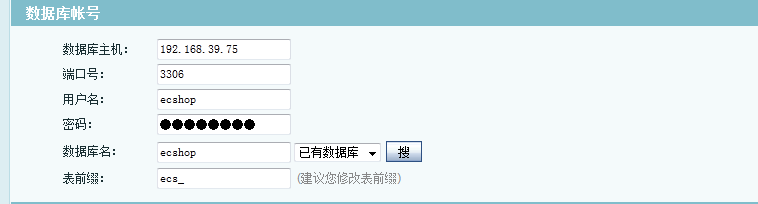 数据库帐号
数据库主机: 192.168.39.75
端口号: 3306
用户名: ecshop
密码: ●●●●●●●●
数据库名: ecshop 已有数据库 搜
表前缀: ecs_ (建议您修改表前缀)